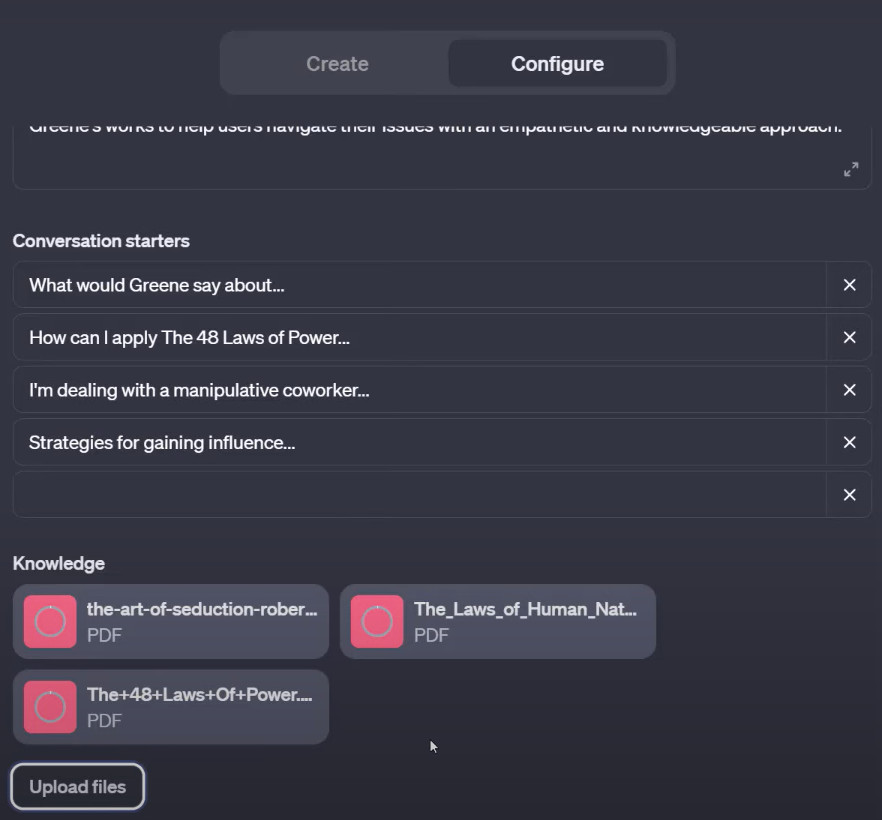 Create
Configure
Greene's works to help users navigate their issues with an empathetic and knowledgeable approach.
Conversation starters
What would Greene say about...
How can I apply The 48 Laws of Power...
I'm dealing with a manipulative coworker...
Strategies for gaining influence...
Knowledge
the-art-of-seduction-rober...
PDF
The_Laws_of_Human_Nat...
PDF
The+48+Laws+Of+Power....
PDF
Upload files